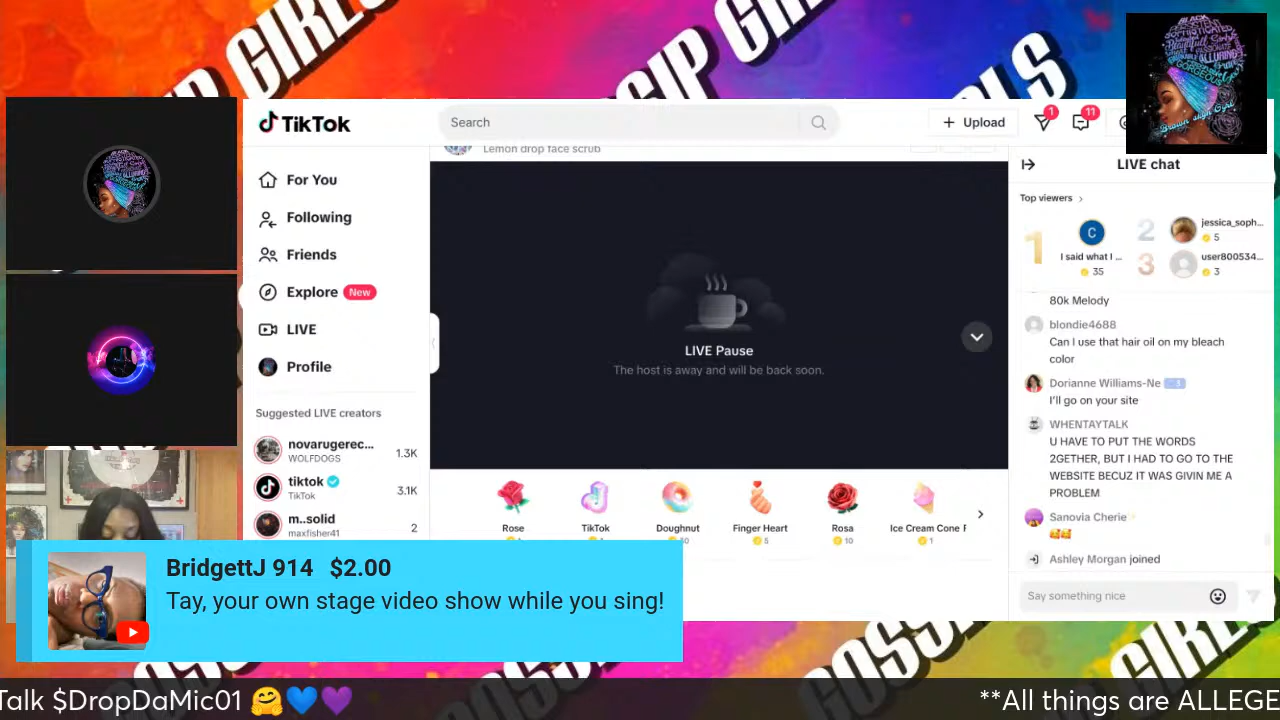 GOSSIP GIRLS
TikTok
Search
Upload
1
11
Lemon drop face scrub
For You
Following
Friends
Explore New
LIVE
Profile
Suggested LIVE creators
novarugerec...
WOLFDOGS
1.3K
tiktok
TikTok
3.1K
m..solid
maxfisher41
2
LIVE Pause
The host is away and will be back soon.
Rose
TikTok
Doughnut
Finger Heart
5
Rosa
10
Ice Cream Cone
1
LIVE chat
Top viewers
1
C
I said what I ...
35
2
jessica_soph...
5
3
user800534...
3
80k Melody
blondie4688
Can I use that hair oil on my bleach
color
Dorianne Williams-Ne 3
I'll go on your site
WHENTAYTALK
U HAVE TO PUT THE WORDS
2GETHER, BUT I HAD TO GO TO THE
WEBSITE BECUZ IT WAS GIVIN ME A
PROBLEM
Sanovia Cherie
🥰🥰
Ashley Morgan joined
Say something nice
BridgettJ 914 $2.00
Tay, your own stage video show while you sing!
Talk $DropDaMic01 🤗💙💜
**All things are ALLEGE